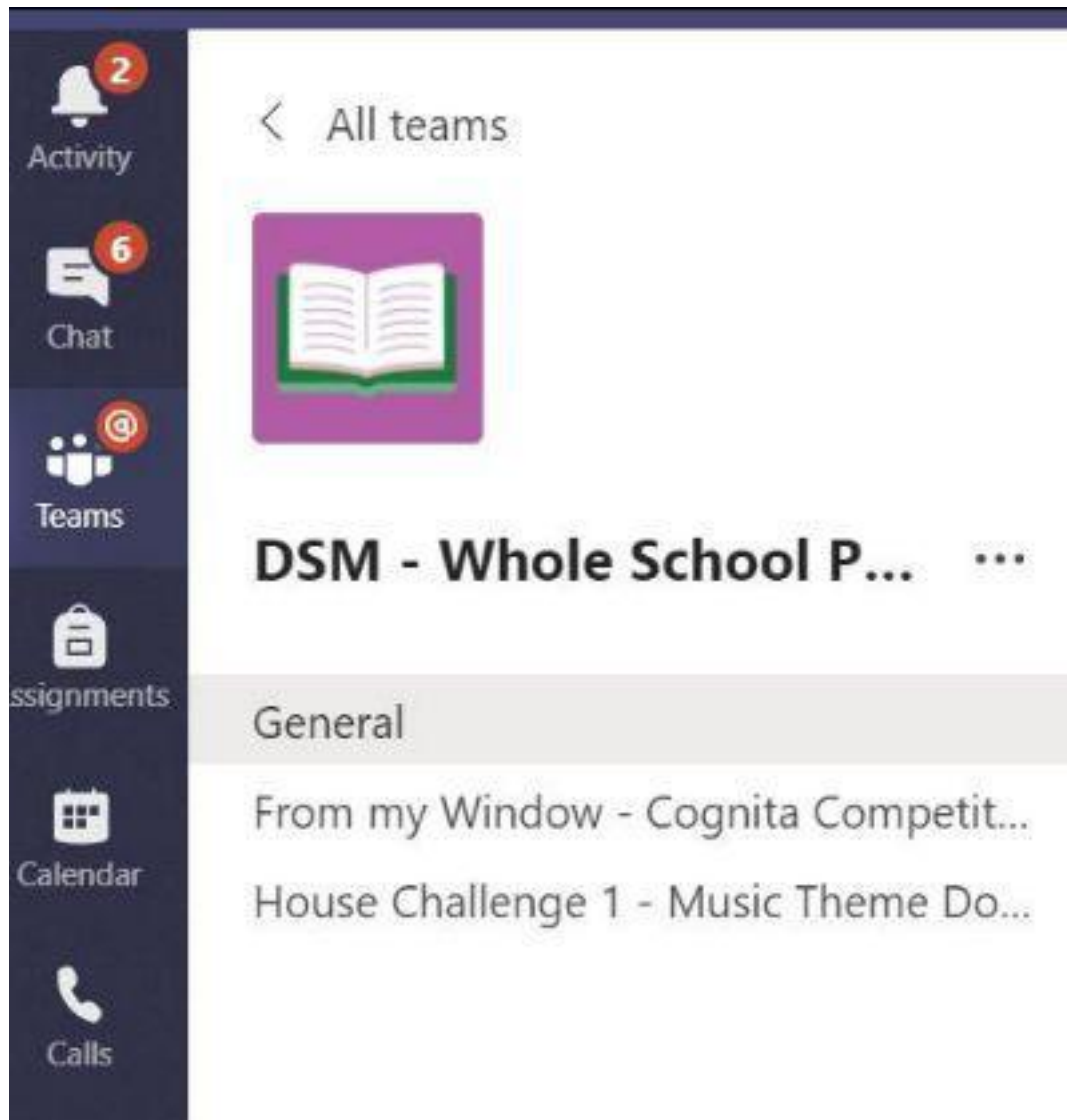 2
Activity
6
Chat
@
Teams
ssignments
Calendar
Calls
< All teams
DSM - Whole School P... ...
General
From my Window - Cognita Competit...
House Challenge 1 - Music Theme Do...